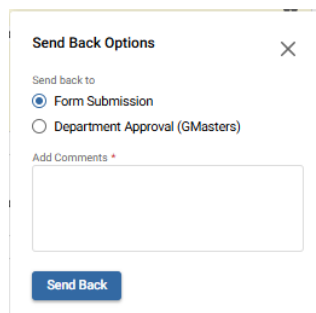 Send Back Options
Send back to
Form Submission
Department Approval (GMasters)
Add Comments *
Send Back